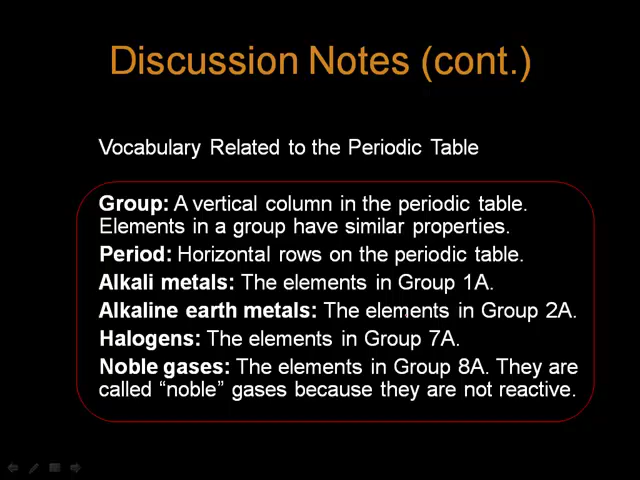 Discussion Notes (cont.)
Vocabulary Related to the Periodic Table
Group: A vertical column in the periodic table.
Elements in a group have similar properties.
Period: Horizontal rows on the periodic table.
Alkali metals: The elements in Group 1A.
Alkaline earth metals: The elements in Group 2A.
Halogens: The elements in Group 7A.
Noble gases: The elements in Group 8A. They are
called “noble” gases because they are not reactive.